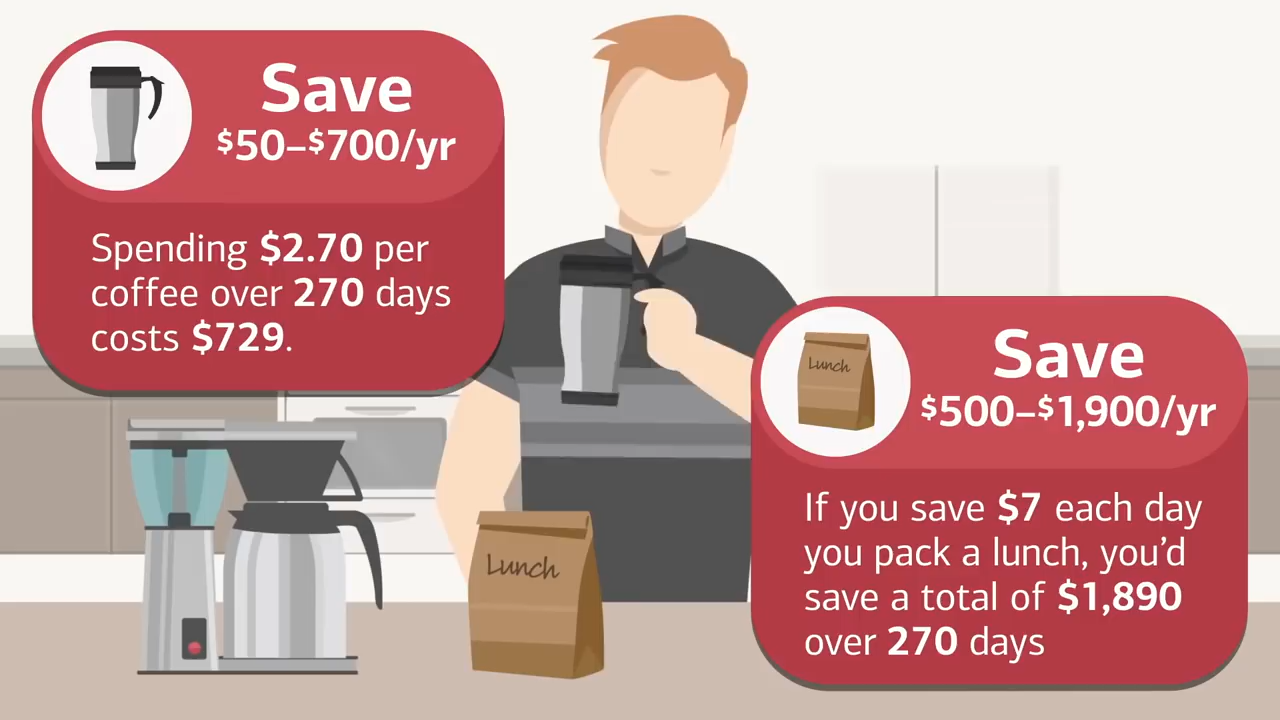 Save
$50–$700/yr
Spending $2.70 per
coffee over 270 days
costs $729.
Save
$500–$1,900/yr
Lunch
If you save $7 each day
you pack a lunch, you’d
save a total of $1,890
over 270 days
Lunch